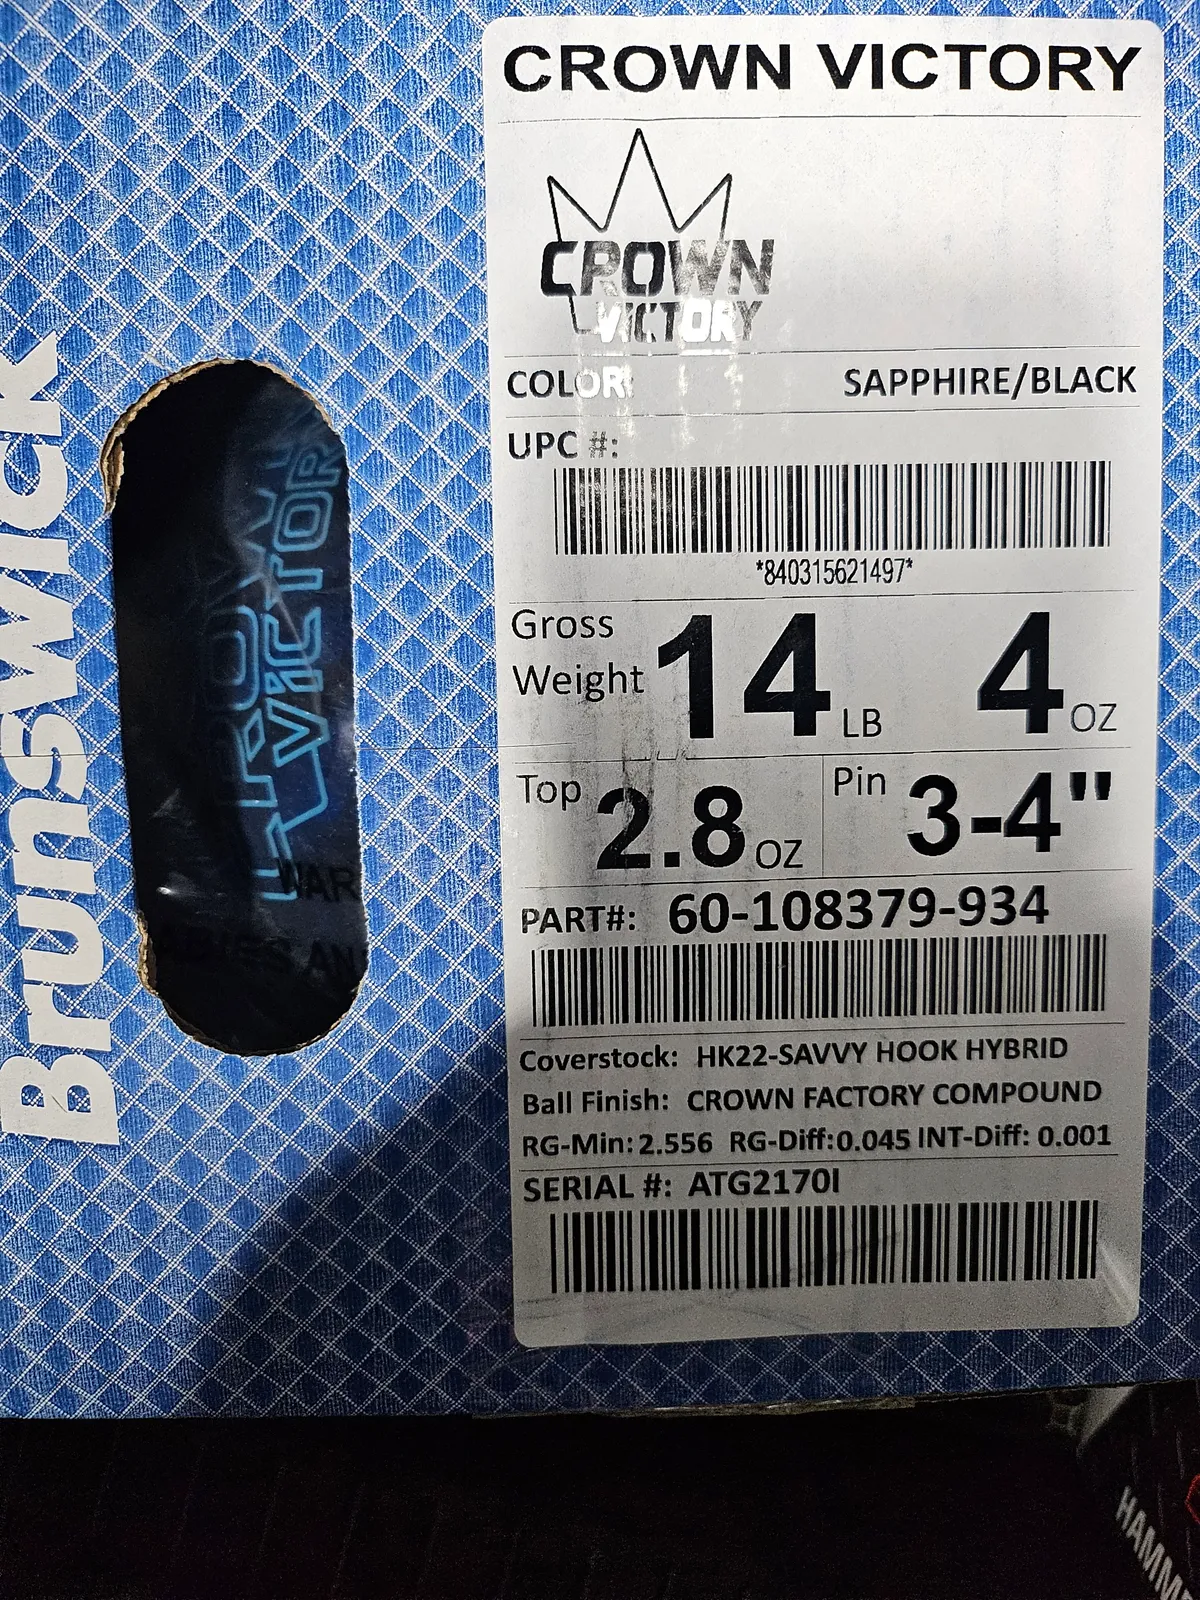 CROWN VICTORY
CROWN
VICTORY
COLOR: SAPPHIRE/BLACK
UPC #:
*840315621497*
Gross Weight 14 LB 4 OZ
Top 2.8 OZ Pin 3-4"
PART#: 60-108379-934
Coverstock: HK22-SAVVY HOOK HYBRID
Ball Finish: CROWN FACTORY COMPOUND
RG-Min: 2.556 RG-Diff: 0.045 INT-Diff: 0.001
SERIAL #: ATG2170I
Brunswick
CROWN
VICTORY